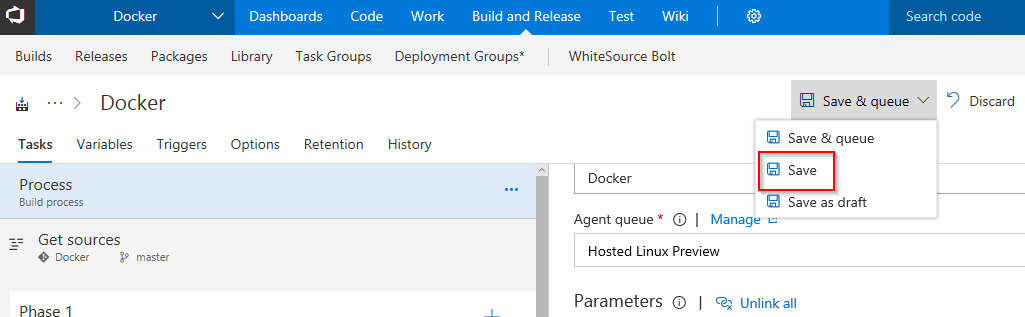 Docker Dashboards Code Work Build and Release Test Wiki Search code
Builds Releases Packages Library Task Groups Deployment Groups* WhiteSource Bolt
... > Docker Save & queue Discard
Tasks Variables Triggers Options Retention History
Save & queue
Save
Save as draft
Process
Build process
...
Get sources
Docker master
Phase 1 +
Docker
Agent queue * Manage
Hosted Linux Preview
Parameters Unlink all